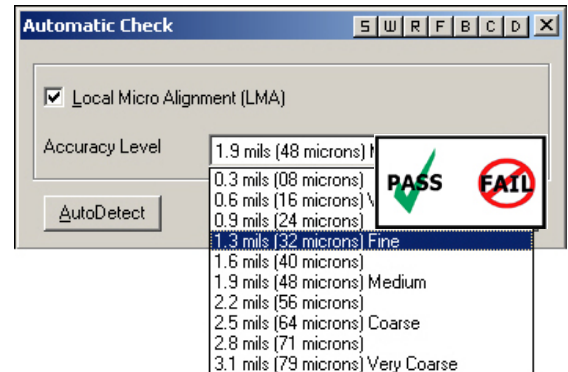 Automatic Check S W R F B C D X
Local Micro Alignment (LMA)
Accuracy Level 1.9 mils (48 microns)
PASS FAIL
0.3 mils (08 microns)
0.6 mils (16 microns)
0.9 mils (24 microns)
AutoDetect
1.3 mils (32 microns) Fine
1.6 mils (40 microns)
1.9 mils (48 microns) Medium
2.2 mils (56 microns)
2.5 mils (64 microns) Coarse
2.8 mils (71 microns)
3.1 mils (79 microns) Very Coarse